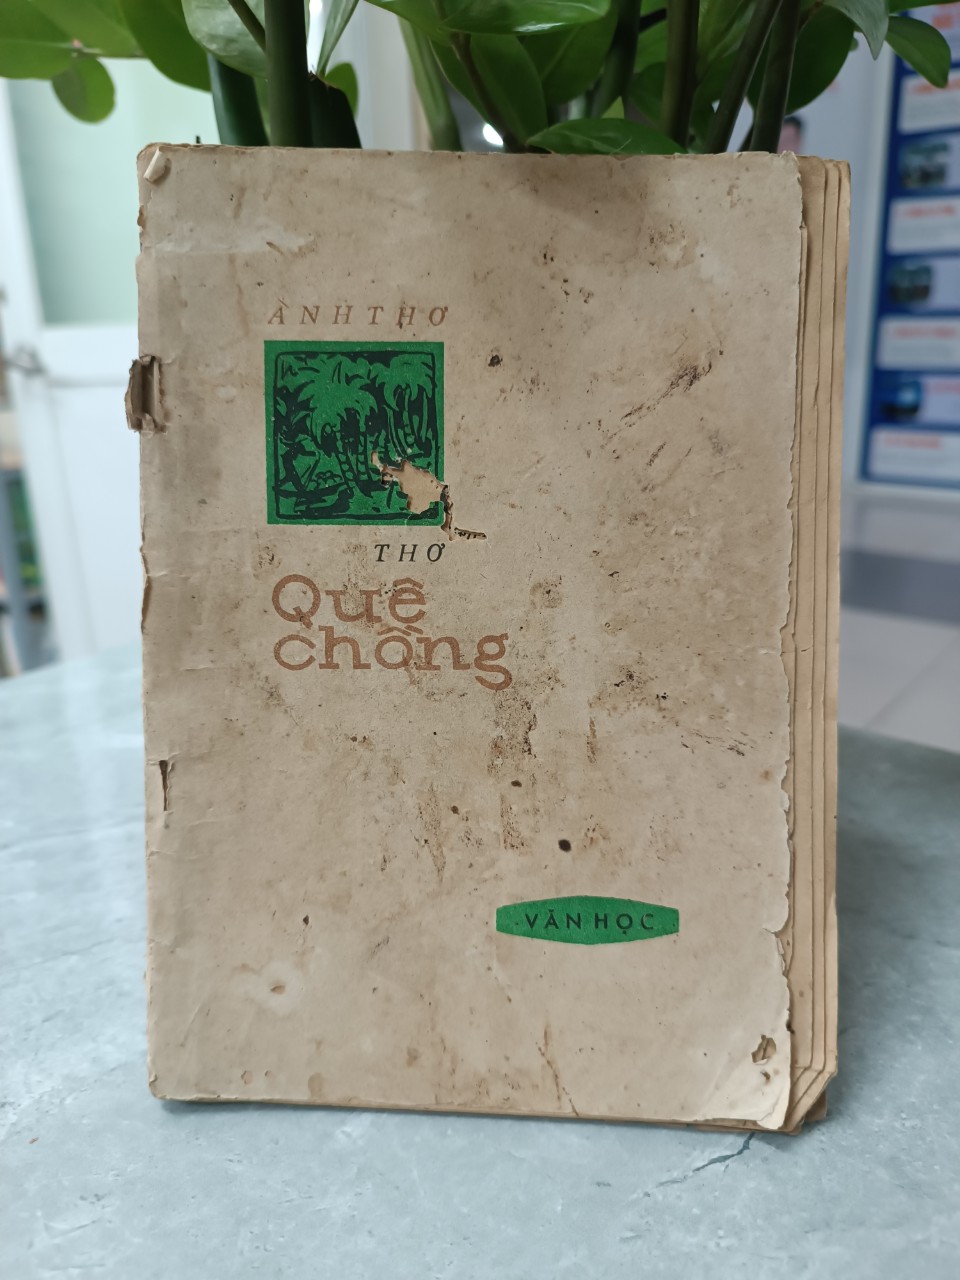 ANH THƠ
THƠ
Quê
chồng
VĂN HỌC